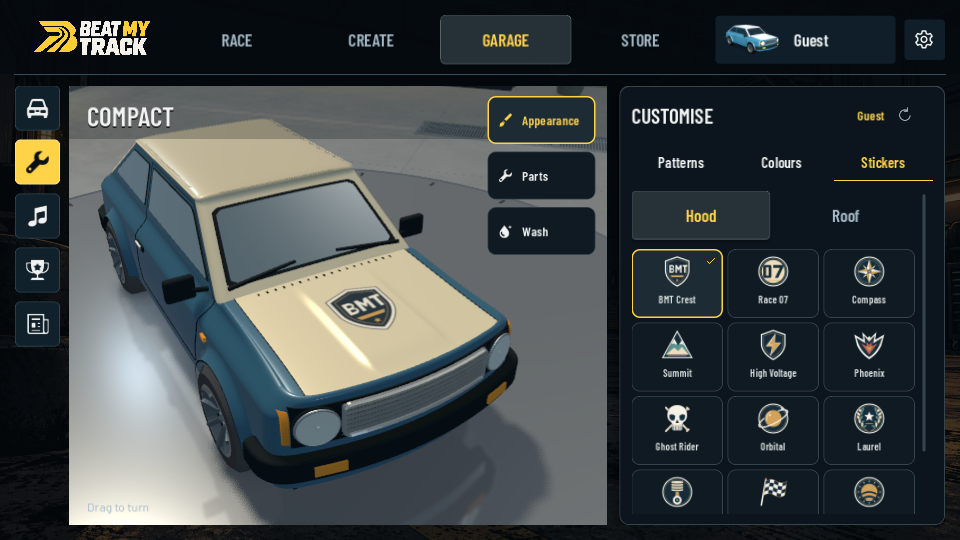 BEAT MY
TRACK
RACE
CREATE
GARAGE
STORE
Guest
COMPACT
Appearance
Parts
Wash
BMT
Drag to turn
CUSTOMISE
Guest
Patterns
Colours
Stickers
Hood
Roof
BMT
07
BMT Crest
Race 07
Compass
Summit
High Voltage
Phoenix
Ghost Rider
Orbital
Laurel